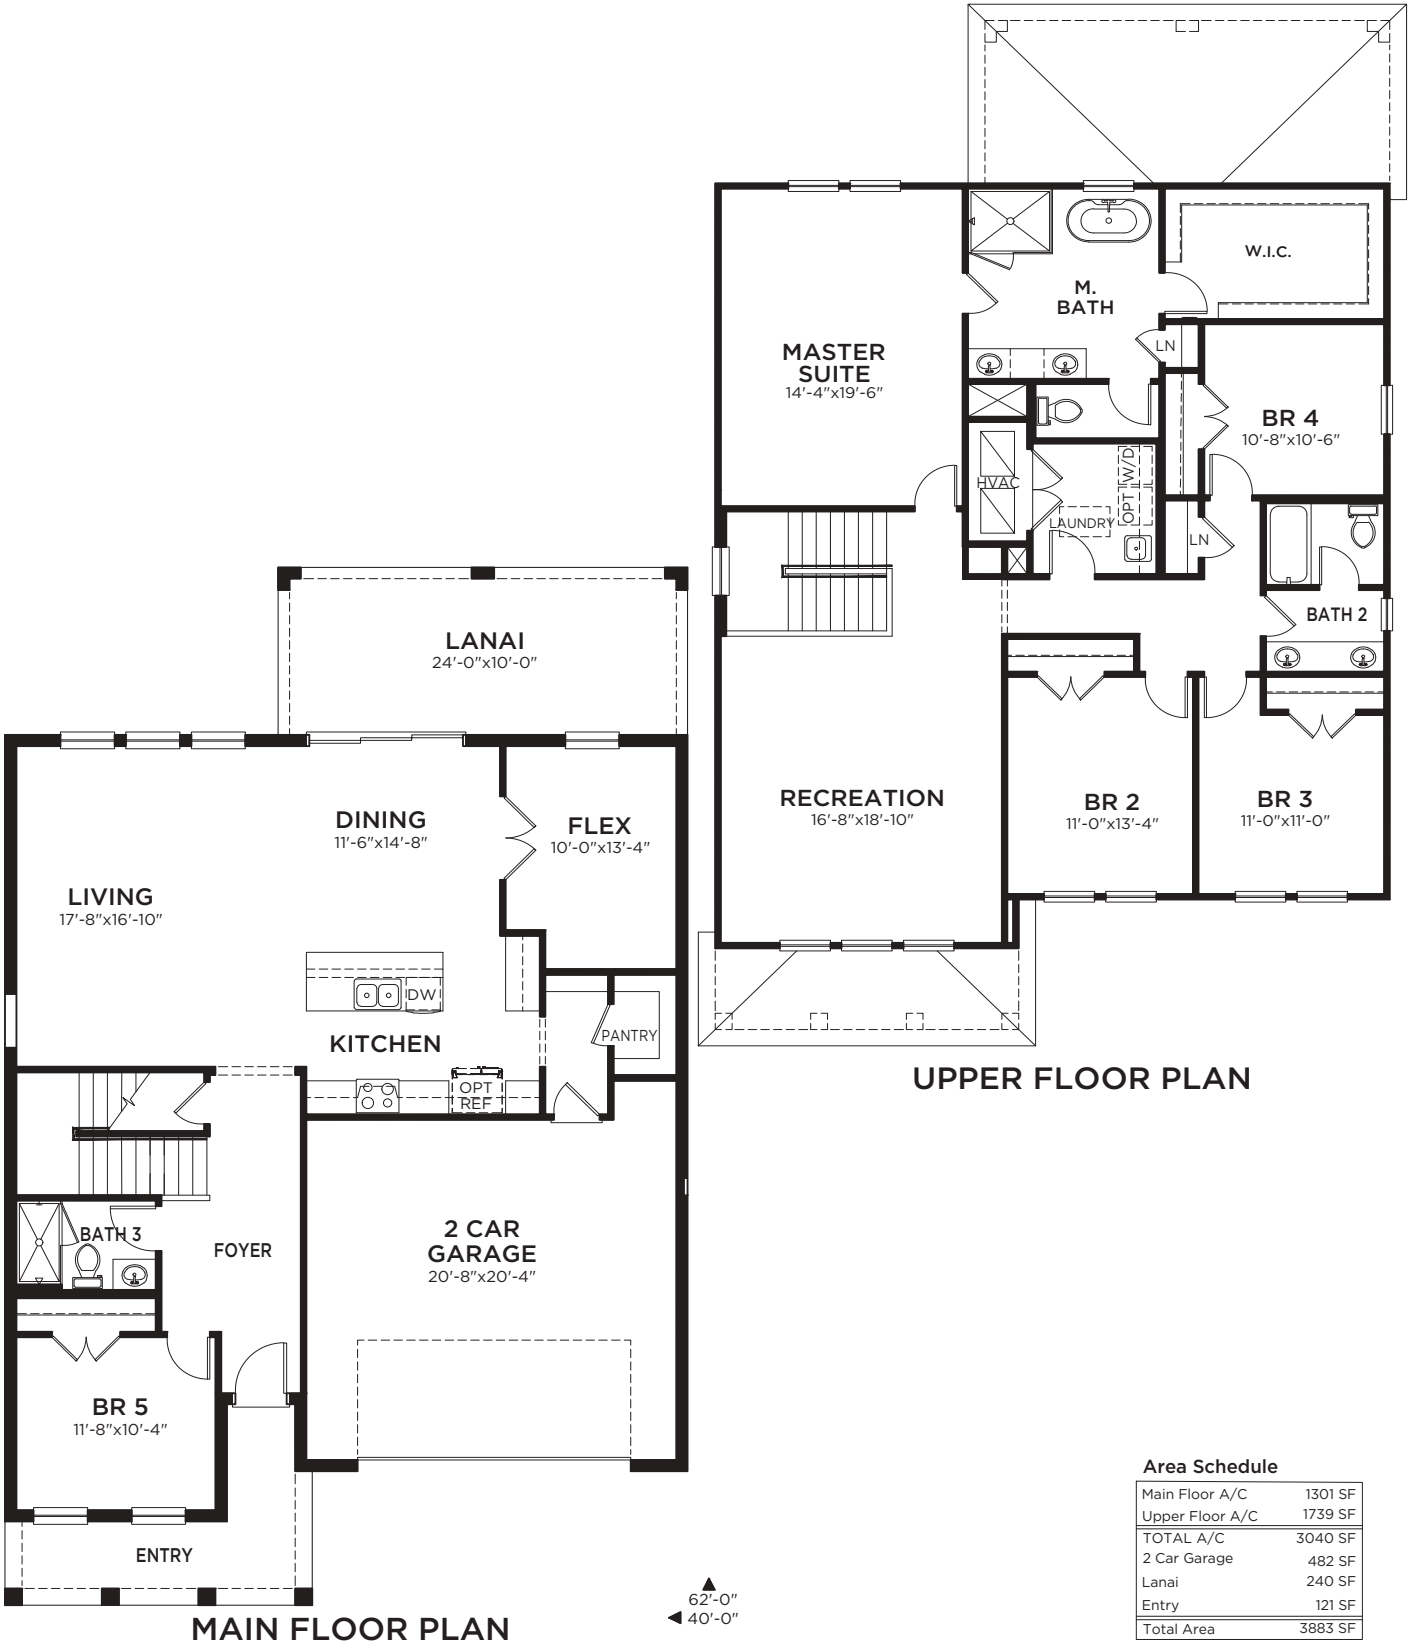 W.I.C.
M.
BATH
LN
MASTER
SUITE
14'-4"x19'-6"
BR 4
10'-8"x10'-6"
HVAC
OPT W/D
LAUNDRY
LN
BATH 2
RECREATION
16'-8"x18'-10"
BR 2
11'-0"x13'-4"
BR 3
11'-0"x11'-0"
UPPER FLOOR PLAN
LANAI
24'-0"x10'-0"
DINING
11'-6"x14'-8"
FLEX
10'-0"x13'-4"
LIVING
17'-8"x16'-10"
DW
KITCHEN
PANTRY
OPT
REF
BATH 3
FOYER
2 CAR
GARAGE
20'-8"x20'-4"
BR 5
11'-8"x10'-4"
ENTRY
MAIN FLOOR PLAN
62'-0"
40'-0"
Area Schedule
Main Floor A/C 1301 SF
Upper Floor A/C 1739 SF
TOTAL A/C 3040 SF
2 Car Garage 482 SF
Lanai 240 SF
Entry 121 SF
Total Area 3883 SF